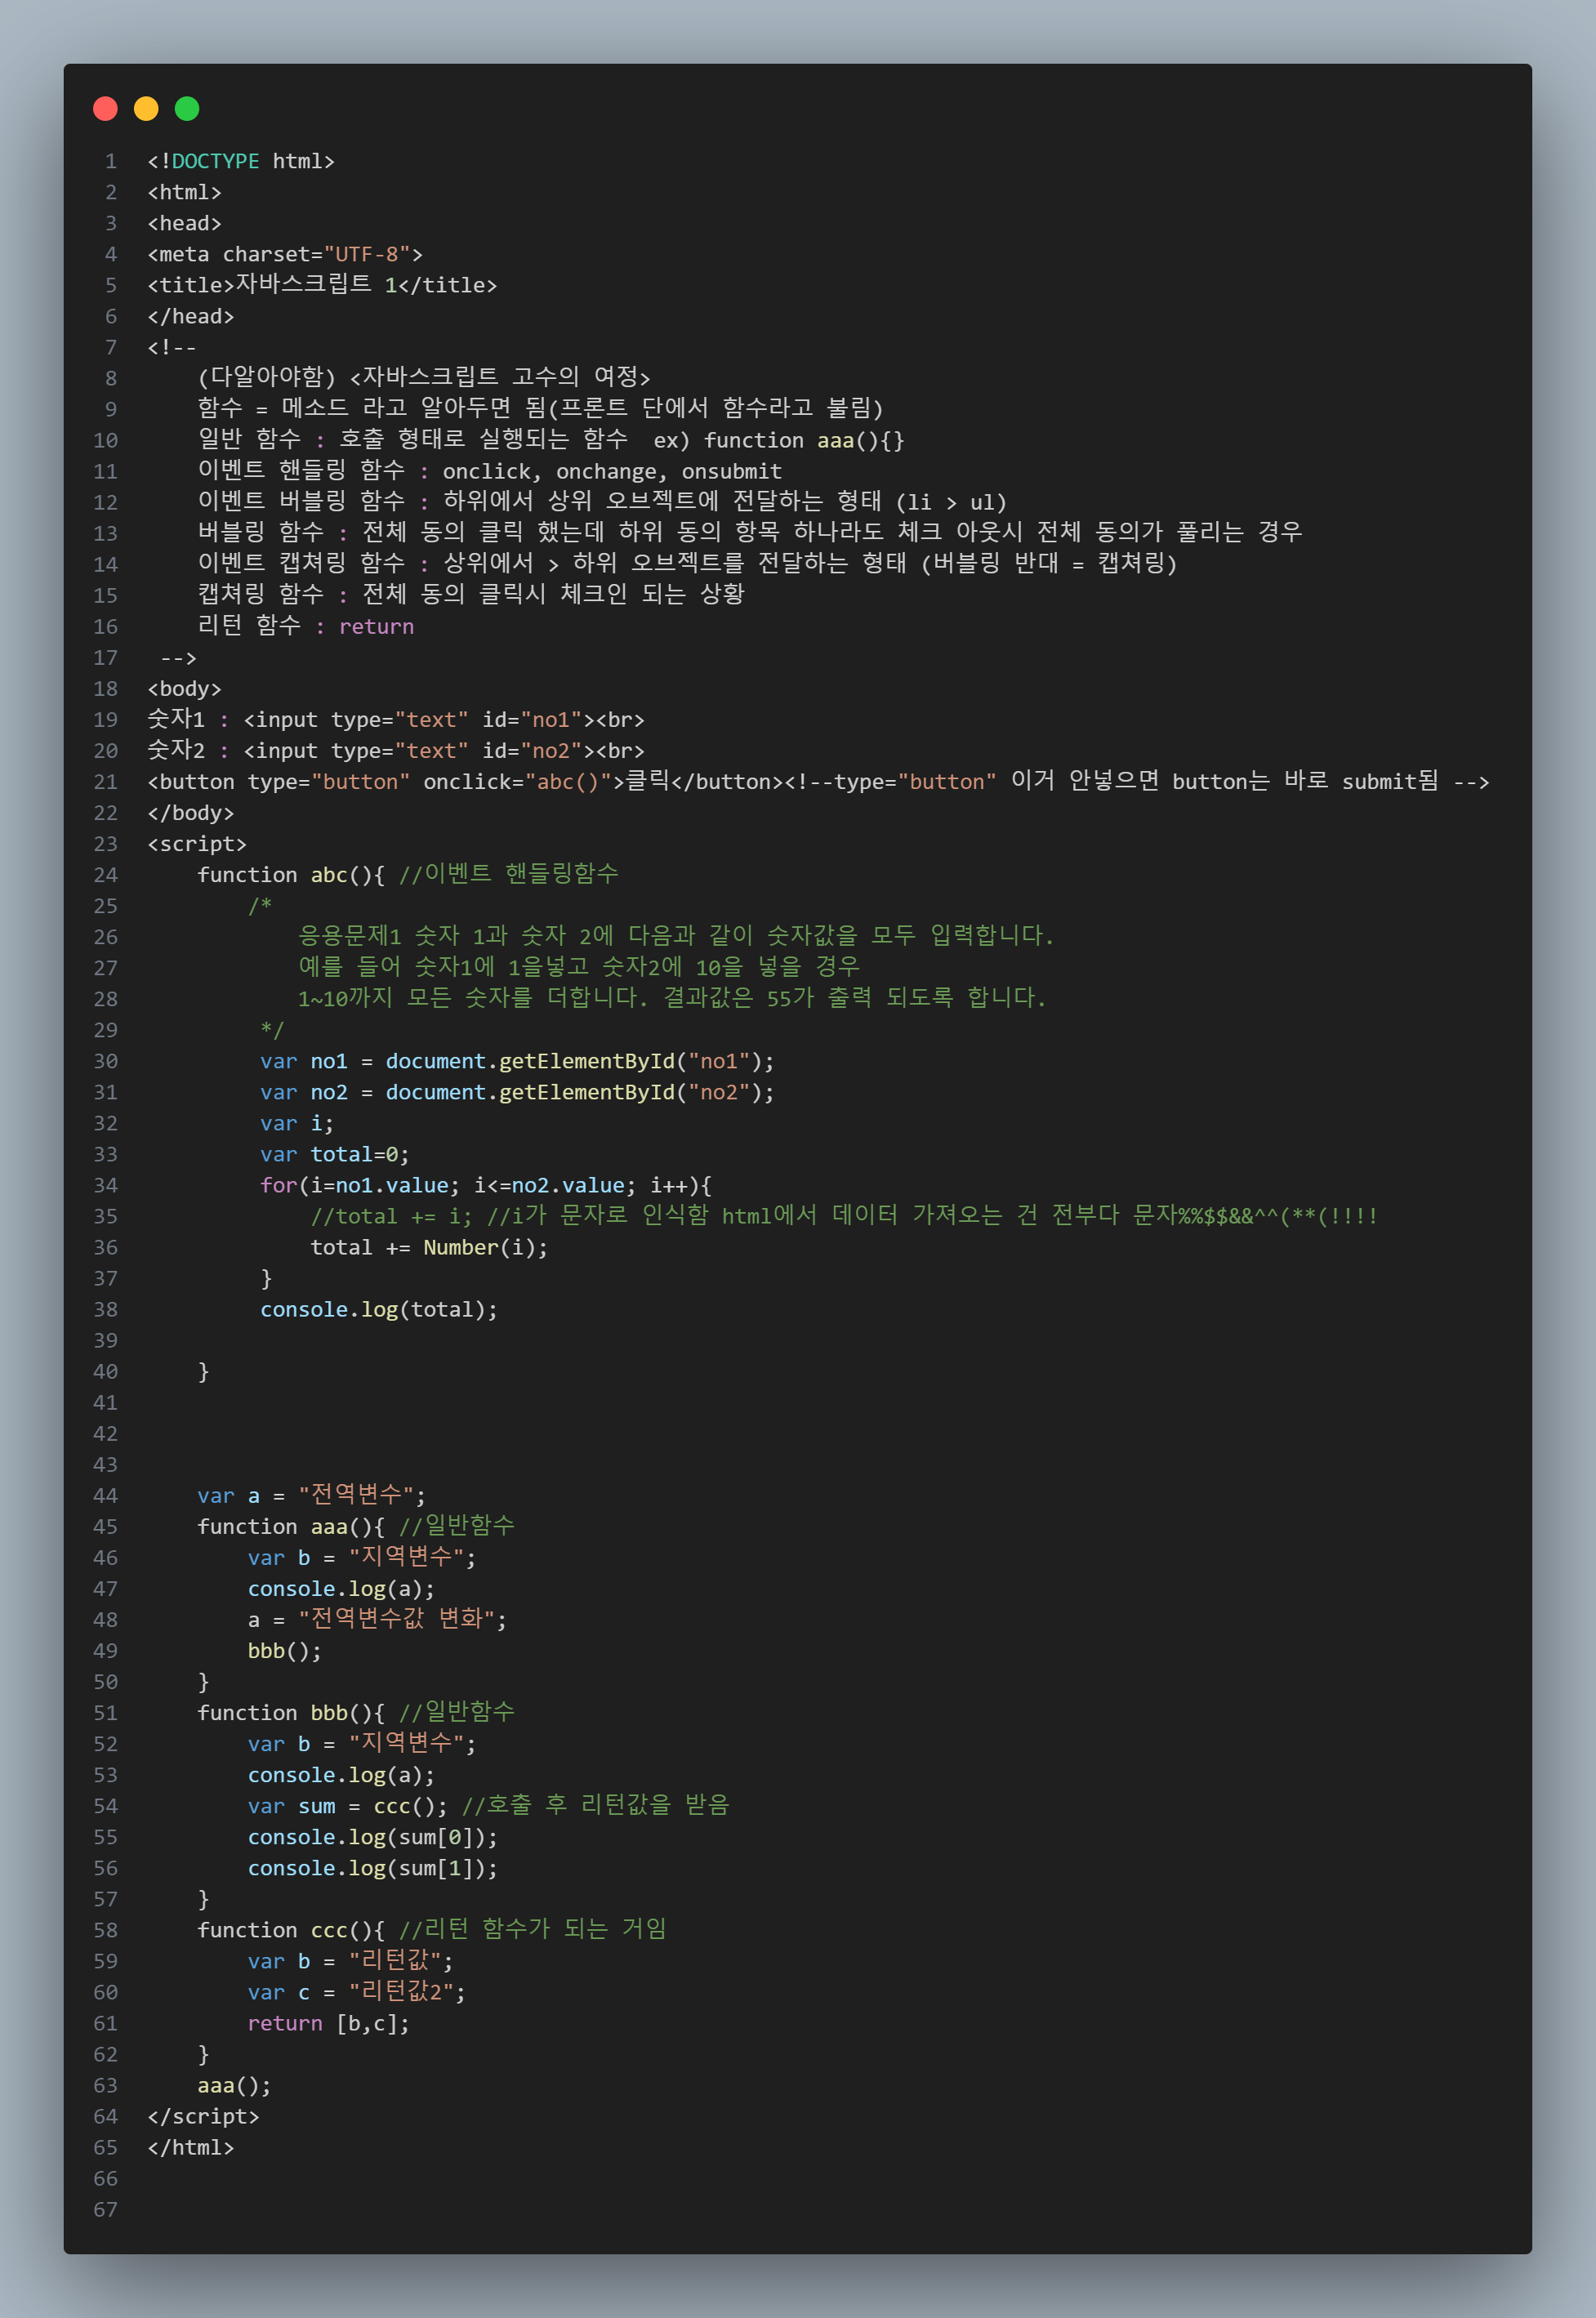 1 <!DOCTYPE html>
2 <html>
3 <head>
4 <meta charset="UTF-8">
5 <title>자바스크립트 1</title>
6 </head>
7 <!--
8     (다알아야함) <자바스크립트 고수의 여정>
9     함수 = 메소드 라고 알아두면 됨(프론트 단에서 함수라고 불림)
10     일반 함수 : 호출 형태로 실행되는 함수  ex) function aaa(){}
11     이벤트 핸들링 함수 : onclick, onchange, onsubmit
12     이벤트 버블링 함수 : 하위에서 상위 오브젝트에 전달하는 형태 (li > ul)
13     버블링 함수 : 전체 동의 클릭 했는데 하위 동의 항목 하나라도 체크 아웃시 전체 동의가 풀리는 경우
14     이벤트 캡쳐링 함수 : 상위에서 > 하위 오브젝트를 전달하는 형태 (버블링 반대 = 캡쳐링)
15     캡쳐링 함수 : 전체 동의 클릭시 체크인 되는 상황
16     리턴 함수 : return
17  -->
18 <body>
19 숫자1 : <input type="text" id="no1"><br>
20 숫자2 : <input type="text" id="no2"><br>
21 <button type="button" onclick="abc()">클릭</button><!--type="button" 이거 안넣으면 button는 바로 submit됨 -->
22 </body>
23 <script>
24     function abc(){ //이벤트 핸들링함수
25         /*
26             응용문제1 숫자 1과 숫자 2에 다음과 같이 숫자값을 모두 입력합니다.
27             예를 들어 숫자1에 1을넣고 숫자2에 10을 넣을 경우
28             1~10까지 모든 숫자를 더합니다. 결과값은 55가 출력 되도록 합니다.
29          */
30          var no1 = document.getElementById("no1");
31          var no2 = document.getElementById("no2");
32          var i;
33          var total=0;
34          for(i=no1.value; i<=no2.value; i++){
35              //total += i; //i가 문자로 인식함 html에서 데이터 가져오는 건 전부다 문자%%$$&&^^(**(!!!!
36              total += Number(i);
37          }
38          console.log(total);
39
40     }
41
42
43
44     var a = "전역변수";
45     function aaa(){ //일반함수
46         var b = "지역변수";
47         console.log(a);
48         a = "전역변수값 변화";
49         bbb();
50     }
51     function bbb(){ //일반함수
52         var b = "지역변수";
53         console.log(a);
54         var sum = ccc(); //호출 후 리턴값을 받음
55         console.log(sum[0]);
56         console.log(sum[1]);
57     }
58     function ccc(){ //리턴 함수가 되는 거임
59         var b = "리턴값";
60         var c = "리턴값2";
61         return [b,c];
62     }
63     aaa();
64 </script>
65 </html>
66
67